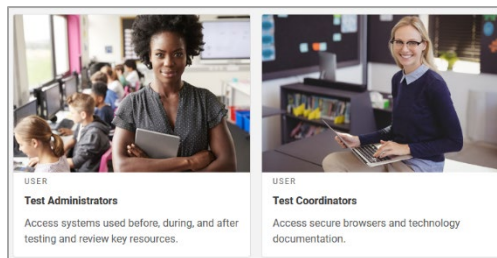 USER
Test Administrators
Access systems used before, during, and after
testing and review key resources.
USER
Test Coordinators
Access secure browsers and technology
documentation.